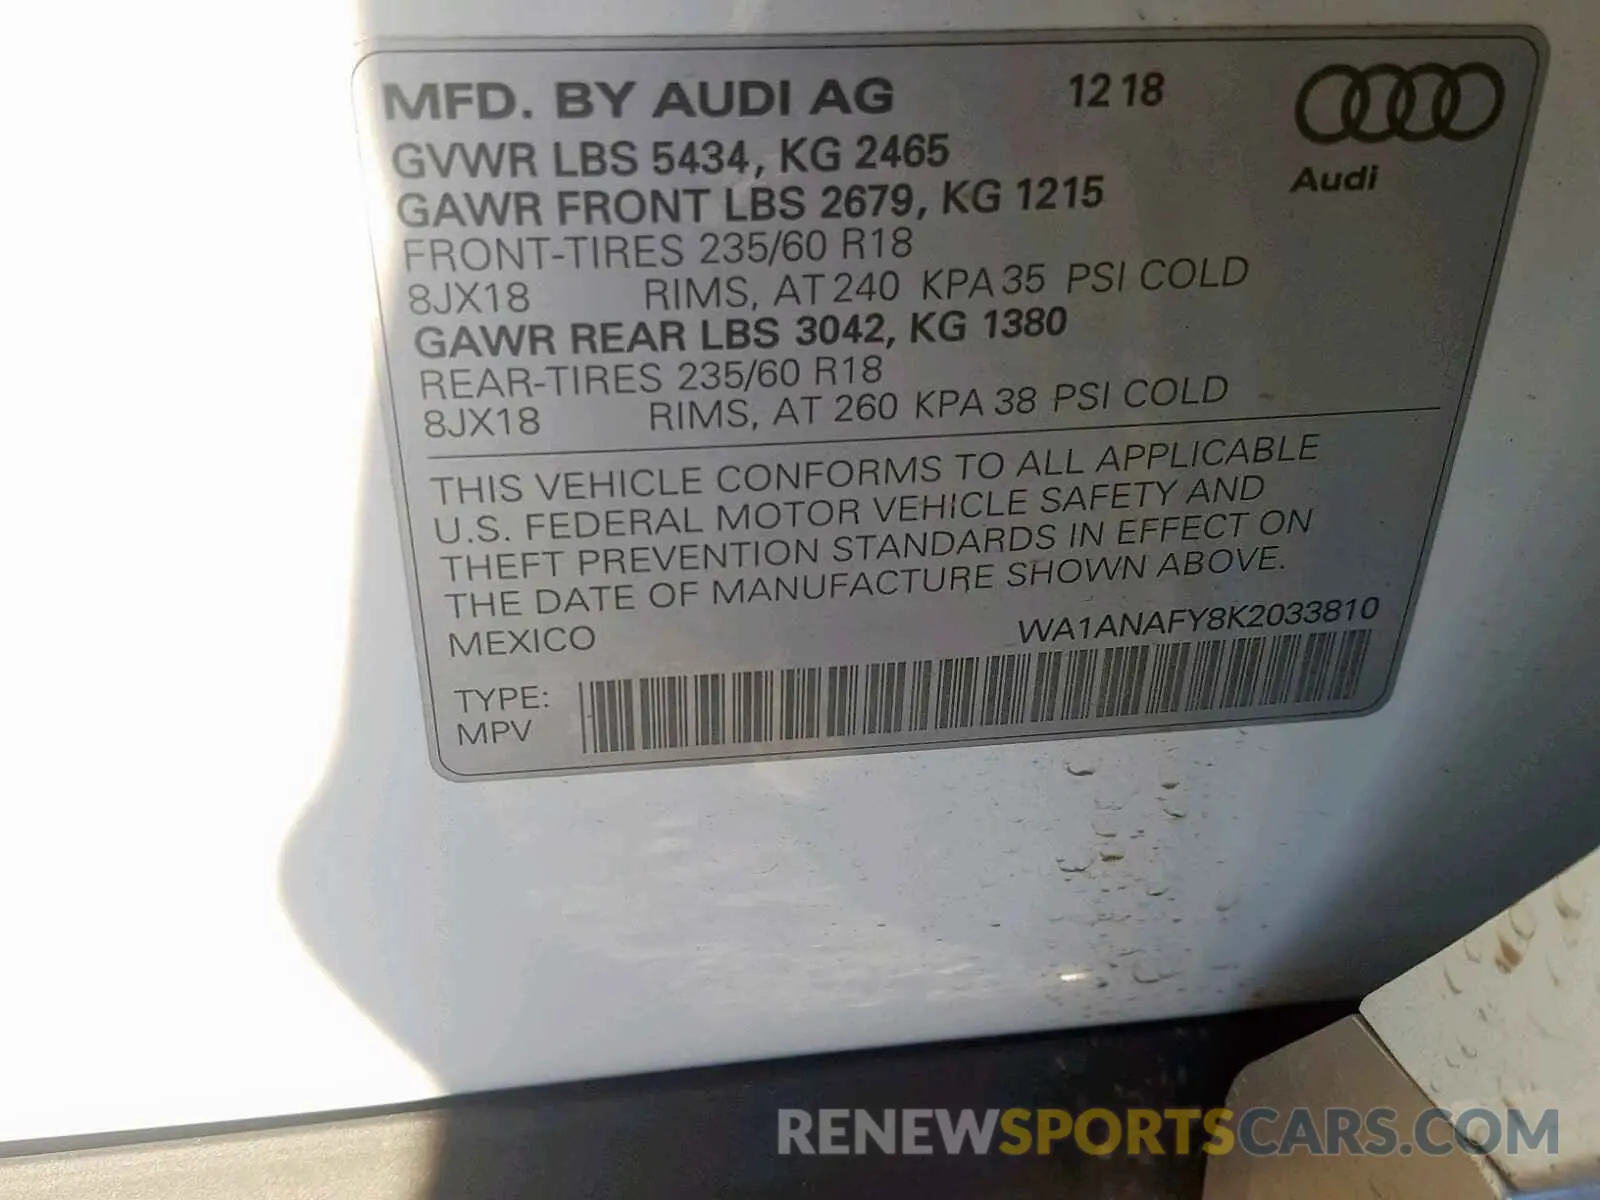 MFD. BY AUDI AG 12 18
Audi
GVWR LBS 5434, KG 2465
GAWR FRONT LBS 2679, KG 1215
FRONT-TIRES 235/60 R18
8JX18 RIMS, AT 240 KPA 35 PSI COLD
GAWR REAR LBS 3042, KG 1380
REAR-TIRES 235/60 R18
8JX18 RIMS, AT 260 KPA 38 PSI COLD
THIS VEHICLE CONFORMS TO ALL APPLICABLE
U.S. FEDERAL MOTOR VEHICLE SAFETY AND
THEFT PREVENTION STANDARDS IN EFFECT ON
THE DATE OF MANUFACTURE SHOWN ABOVE.
MEXICO WA1ANAFY8K2033810
TYPE:
MPV
RENEWSPORTSCARS.COM